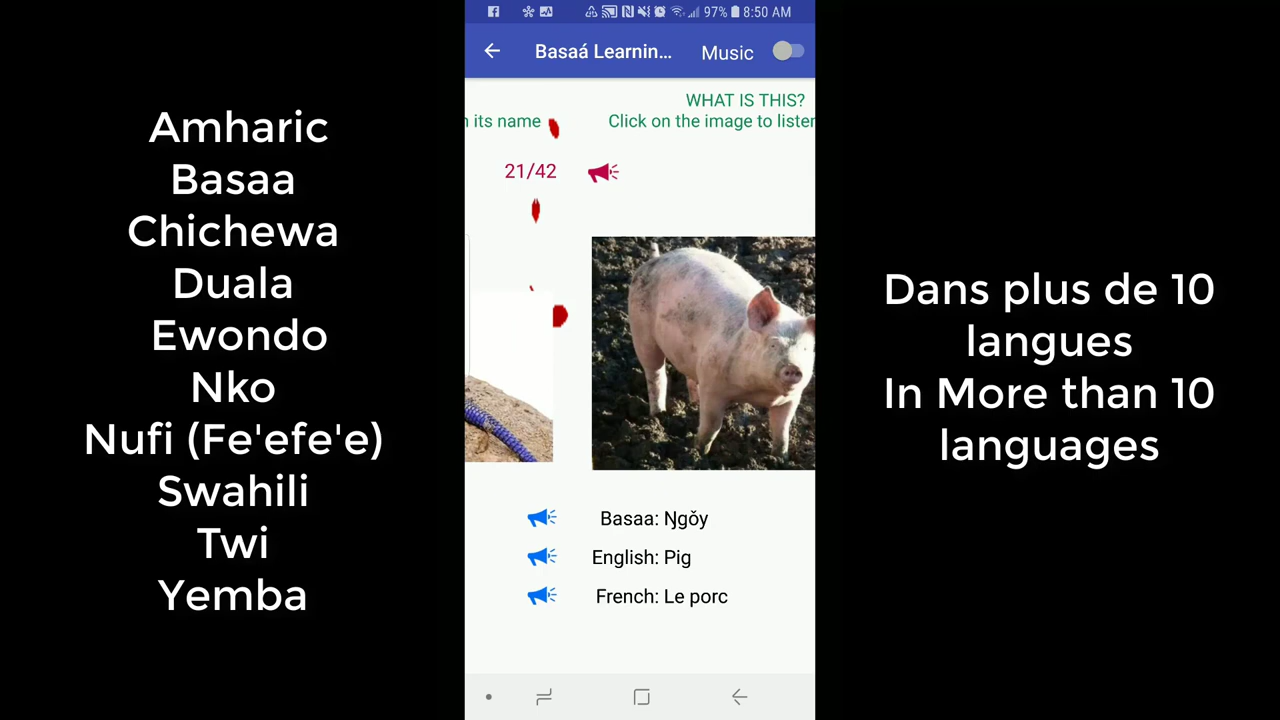 Amharic
Basaa
Chichewa
Duala
Ewondo
Nko
Nufi (Fe'efe'e)
Swahili
Twi
Yemba
97% 8:50 AM
Basaá Learnin... Music
WHAT IS THIS?
its name Click on the image to listen
21/42
Basaa: Ŋgǒy
English: Pig
French: Le porc
Dans plus de 10
langues
In More than 10
languages